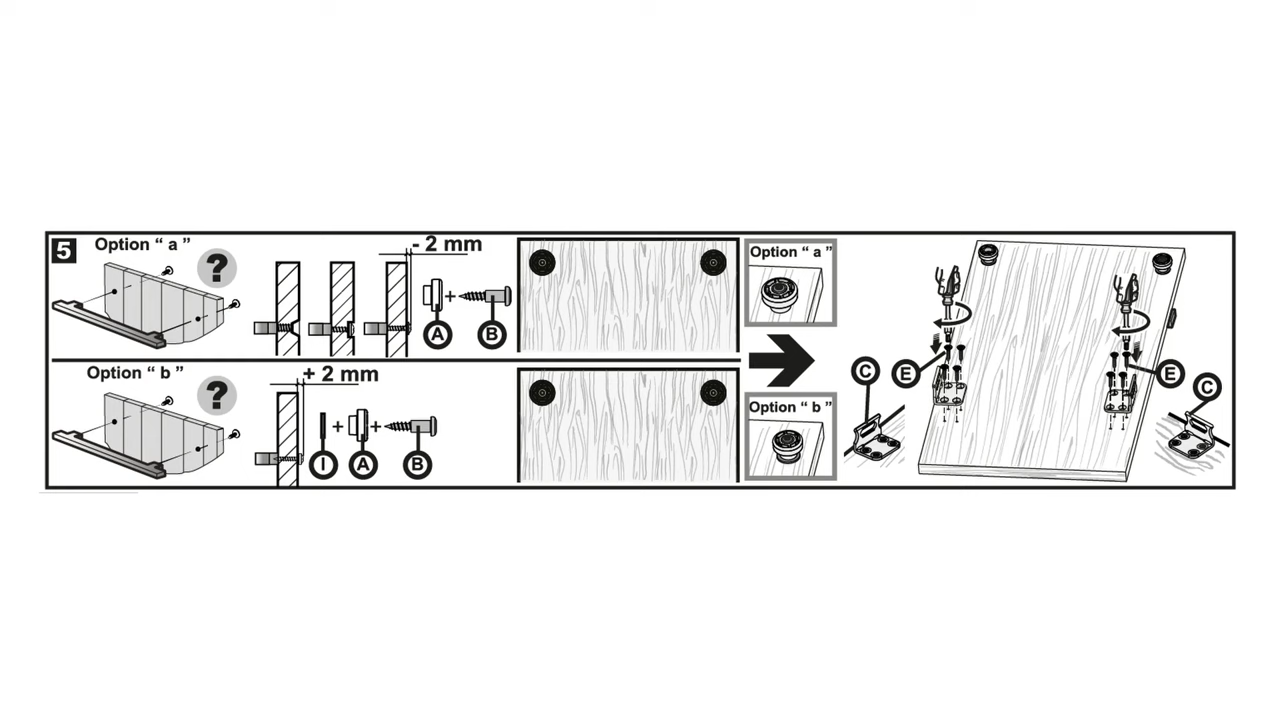 5
Option “ a ”
?
- 2 mm
A
+
B
Option “ b ”
?
+ 2 mm
I
+
A
+
B
Option “ a ”
Option “ b ”
C
E
E
C